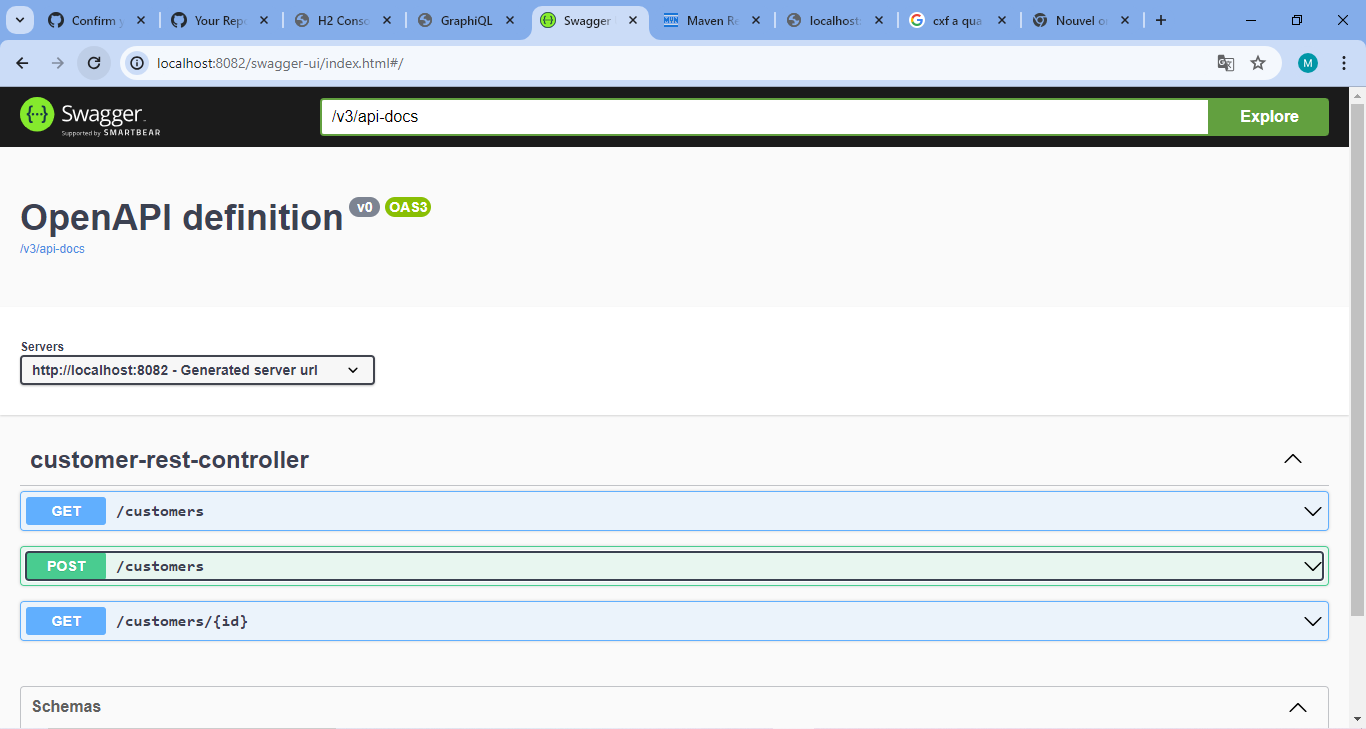 Confirm y
Your Repo
H2 Conso
GraphiQL
Swagger
Maven Re
localhost:
cxf a qua
Nouvel o
localhost:8082/swagger-ui/index.html#/
M
Swagger.
Supported by SMARTBEAR
/v3/api-docs
Explore
OpenAPI definition v0 OAS3
/v3/api-docs
Servers
http://localhost:8082 - Generated server url
customer-rest-controller
GET /customers
POST /customers
GET /customers/{id}
Schemas